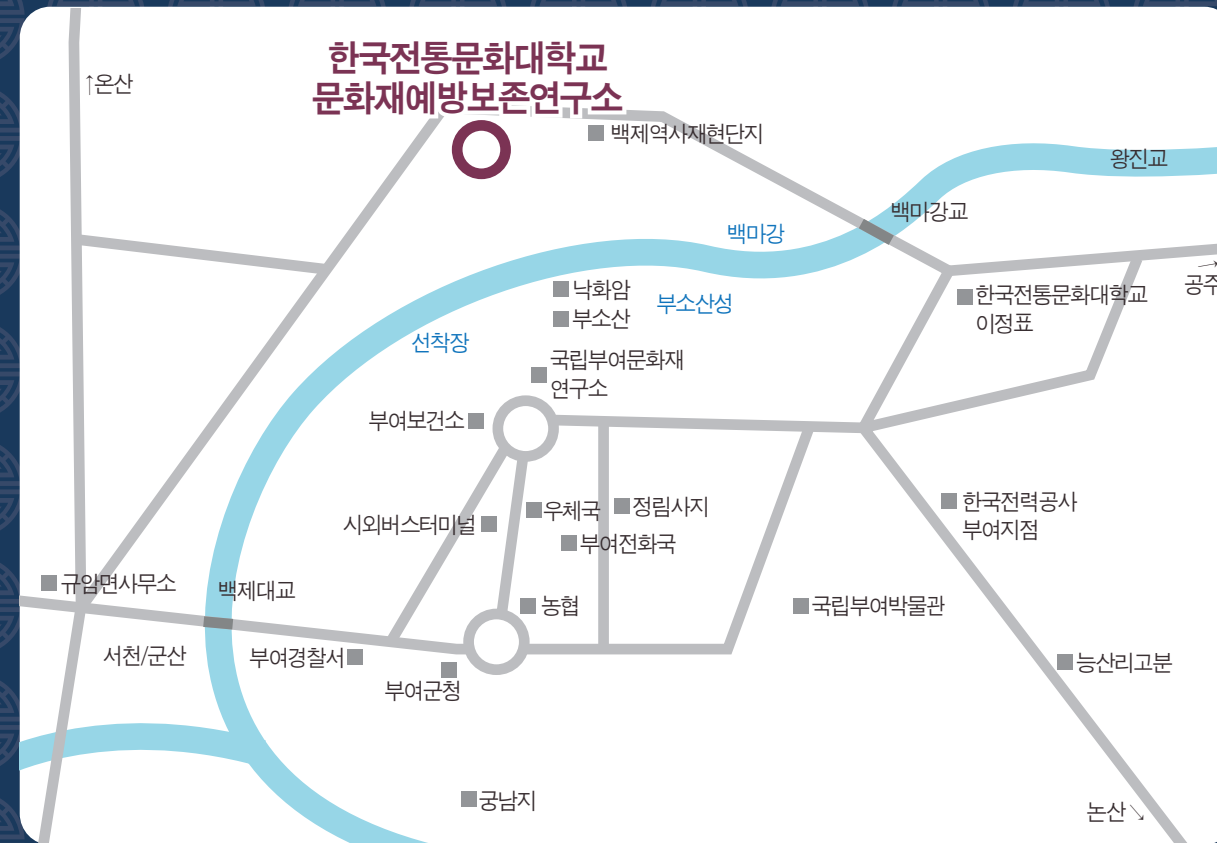 한국전통문화대학교
문화재예방보존연구소
↑온산
백제역사재현단지
왕진교
백마강교
백마강
→
공주
낙화암
부소산성
한국전통문화대학교
이정표
부소산
선착장
국립부여문화재
연구소
부여보건소
한국전력공사
부여지점
정림사지
우체국
시외버스터미널
부여전화국
규암면사무소
백제대교
농협
국립부여박물관
서천/군산
부여경찰서
능산리고분
부여군청
궁남지
논산↘